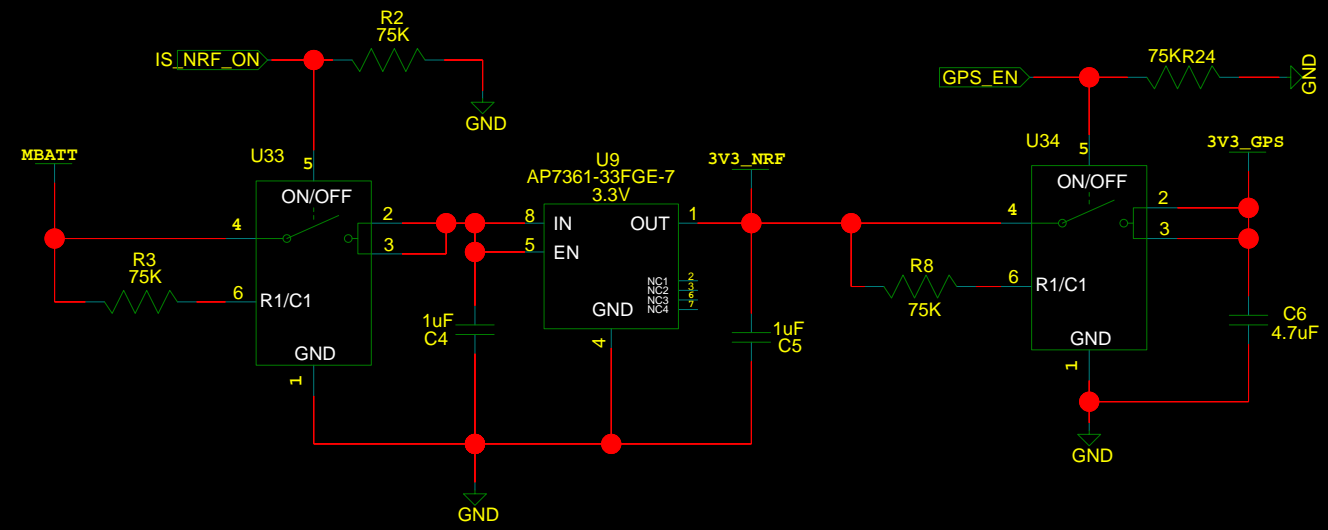 R2
75K
IS_NRF_ON
GND
MBATT
U33
5
ON/OFF
4
2
3
R3
75K
6
R1/C1
GND
1
U9
AP7361-33FGE-7
3.3V
8
IN
OUT
1
5
EN
NC1
2
NC2
3
NC3
6
NC4
7
GND
4
1uF
C4
GND
3V3_NRF
1uF
C5
75KR24
GPS_EN
GND
U34
5
ON/OFF
3V3_GPS
4
2
3
R8
75K
6
R1/C1
GND
1
C6
4.7uF
GND